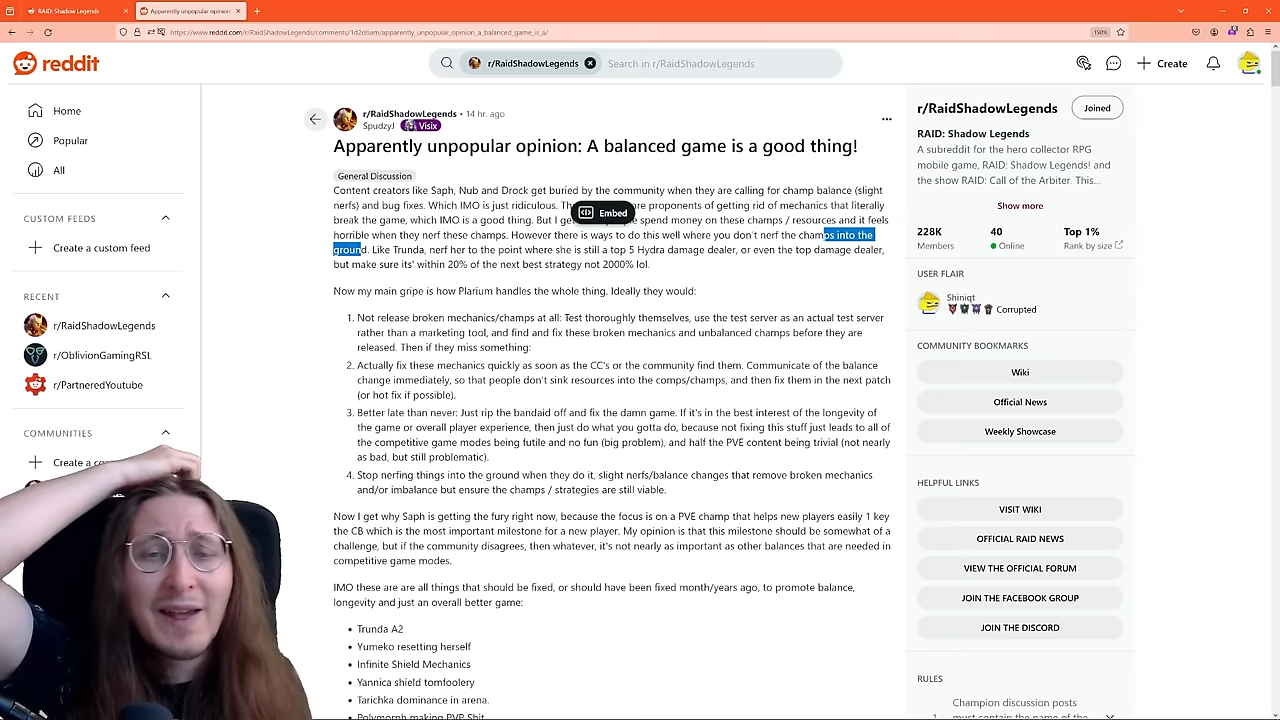 RAID: Shadow Legends
Apparently unpopular opinion:
https://www.reddit.com/r/RaidShadowLegends/comments/1d2obam/apparently_unpopular_opinion_a_balanced_game_is_a/
150%
reddit
r/RaidShadowLegends
Search in r/RaidShadowLegends
Create
Home
Popular
All
CUSTOM FEEDS
Create a custom feed
RECENT
r/RaidShadowLegends
r/OblivionGamingRSL
r/PartneredYoutube
COMMUNITIES
Create a
r/RaidShadowLegends • 14 hr. ago
SpudzyJ Visix
Apparently unpopular opinion: A balanced game is a good thing!
General Discussion
Content creators like Saph, Nub and Drock get buried by the community when they are calling for champ balance (slight
nerfs) and bug fixes. Which IMO is just ridiculous. are proponents of getting rid of mechanics that literally
break the game, which IMO is a good thing. But I spend money on these champs / resources and it feels
horrible when they nerf these champs. However there is ways to do this well where you don't nerf the champs into the
ground. Like Trunda, nerf her to the point where she is still a top 5 Hydra damage dealer, or even the top damage dealer,
but make sure its' within 20% of the next best strategy not 2000% lol.
Embed
Now my main gripe is how Plarium handles the whole thing. Ideally they would:
1. Not release broken mechanics/champs at all: Test thoroughly themselves, use the test server as an actual test server
rather than a marketing tool, and find and fix these broken mechanics and unbalanced champs before they are
released. Then if they miss something:
2. Actually fix these mechanics quickly as soon as the CC's or the community find them. Communicate of the balance
change immediately, so that people don't sink resources into the comps/champs, and then fix them in the next patch
(or hot fix if possible).
3. Better late than never: Just rip the bandaid off and fix the damn game. If it's in the best interest of the longevity of
the game or overall player experience, then just do what you gotta do, because not fixing this stuff just leads to all of
the competitive game modes being futile and no fun (big problem), and half the PVE content being trivial (not nearly
as bad, but still problematic).
4. Stop nerfing things into the ground when they do it, slight nerfs/balance changes that remove broken mechanics
and/or imbalance but ensure the champs / strategies are still viable.
Now I get why Saph is getting the fury right now, because the focus is on a PVE champ that helps new players easily 1 key
the CB which is the most important milestone for a new player. My opinion is that this milestone should be somewhat of a
challenge, but if the community disagrees, then whatever, it's not nearly as important as other balances that are needed in
competitive game modes.
IMO these are are all things that should be fixed, or should have been fixed month/years ago, to promote balance,
longevity and just an overall better game:
• Trunda A2
• Yumeko resetting herself
• Infinite Shield Mechanics
• Yannica shield tomfoolery
• Tarichka dominance in arena.
• Polymorph making PVP Shit
r/RaidShadowLegends
Joined
RAID: Shadow Legends
A subreddit for the hero collector RPG
mobile game, RAID: Shadow Legends! and
the show RAID: Call of the Arbiter. This...
Show more
228K 40 Top 1%
Members Online Rank by size
USER FLAIR
Shiniqt
Corrupted
COMMUNITY BOOKMARKS
Wiki
Official News
Weekly Showcase
HELPFUL LINKS
VISIT WIKI
OFFICIAL RAID NEWS
VIEW THE OFFICIAL FORUM
JOIN THE FACEBOOK GROUP
JOIN THE DISCORD
RULES
1 Champion discussion posts
must contain the name of the